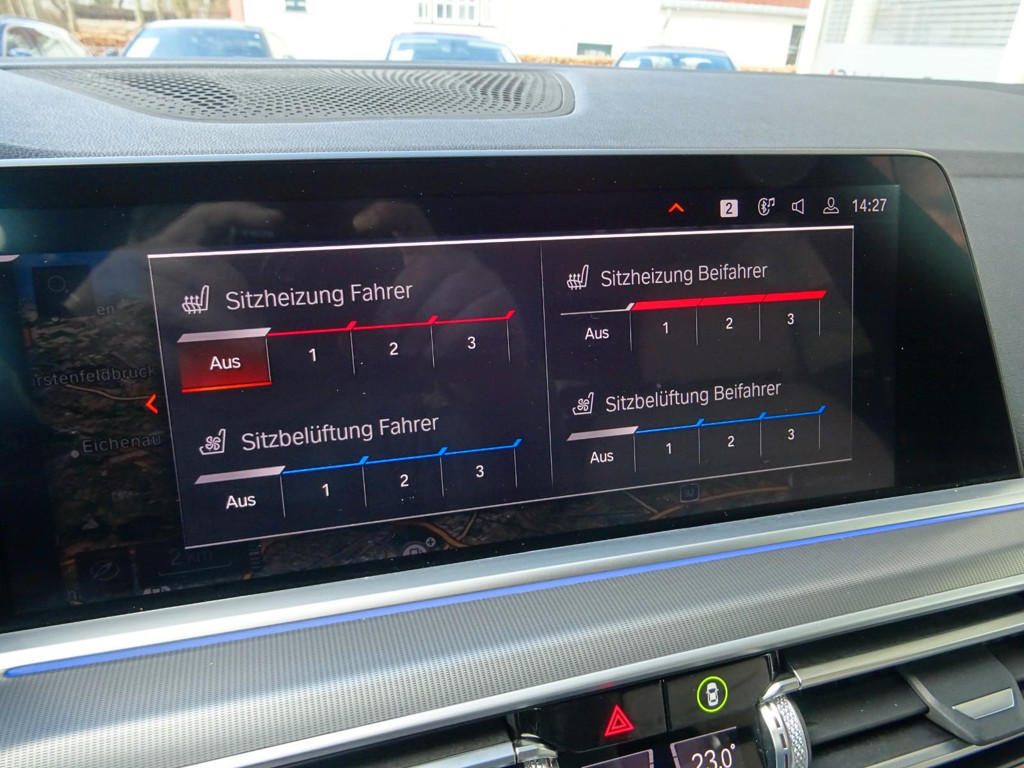 2 14:27
Sitzheizung Fahrer
Aus 1 2 3
Sitzbelüftung Fahrer
Aus 1 2 3
Sitzheizung Beifahrer
Aus 1 2 3
Sitzbelüftung Beifahrer
Aus 1 2 3
Eichenau
23.0°